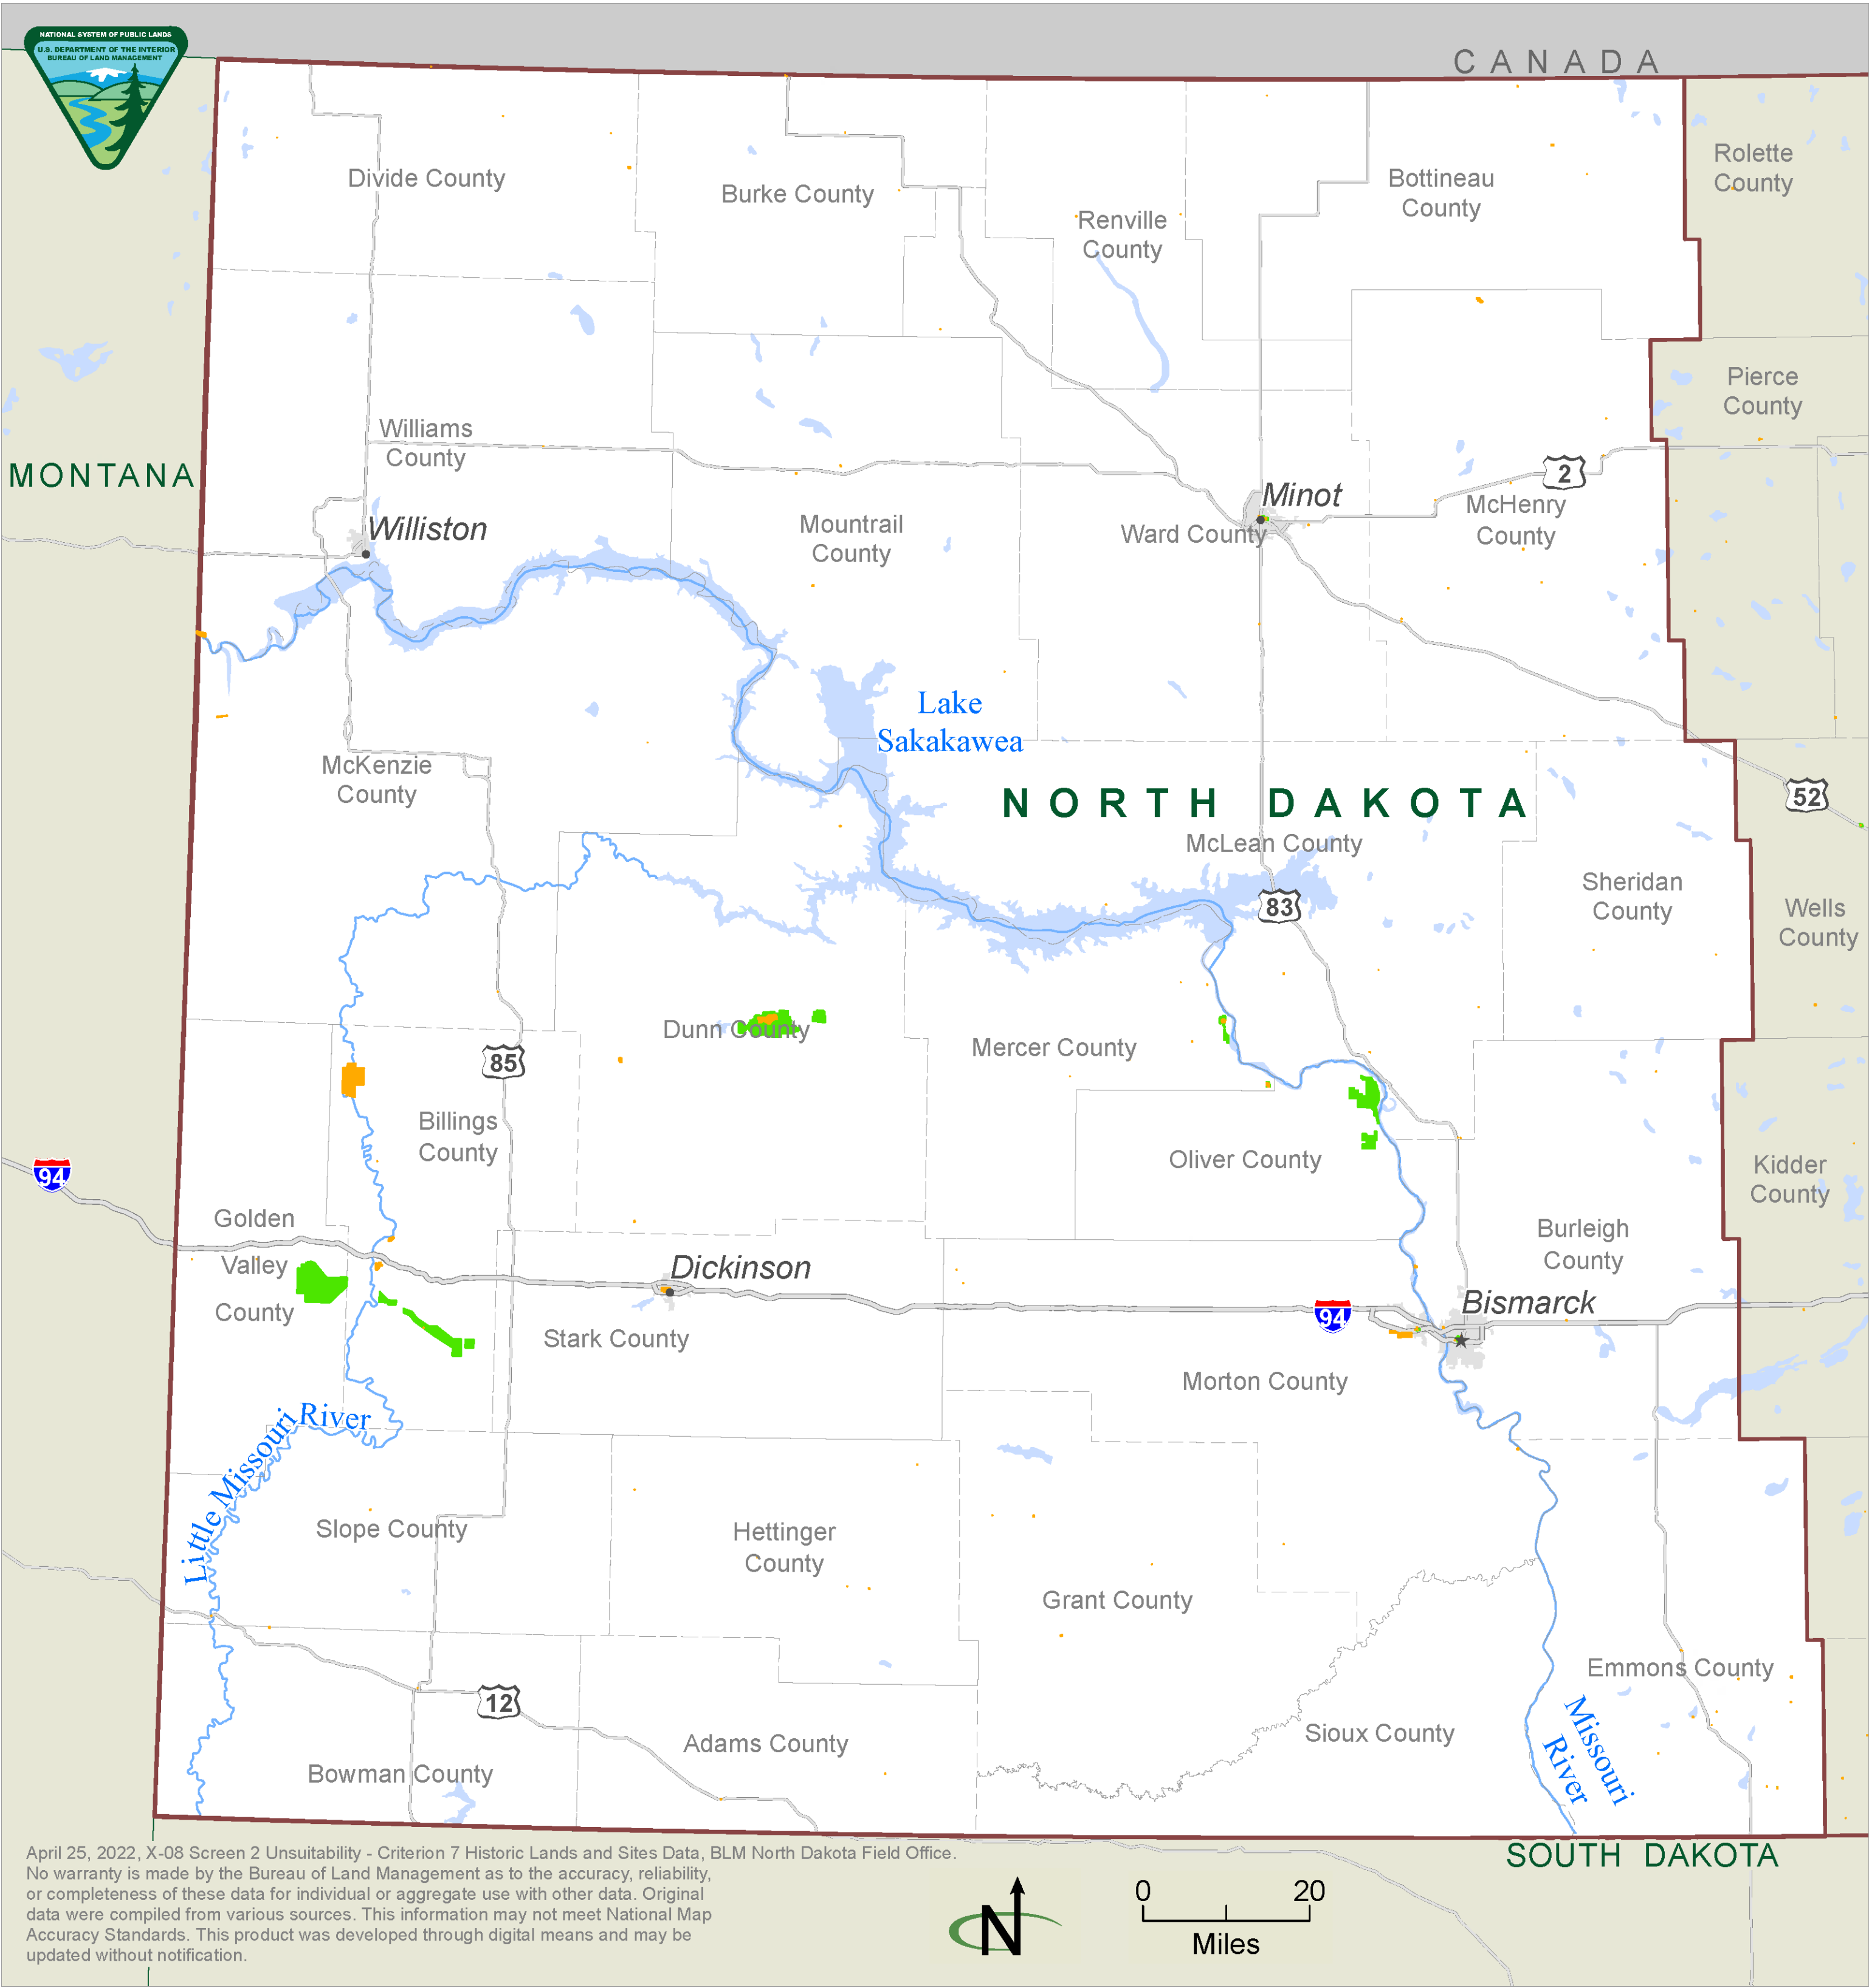 NATIONAL SYSTEM OF PUBLIC LANDS
U.S. DEPARTMENT OF THE INTERIOR
BUREAU OF LAND MANAGEMENT
CANADA
Rolette
County
Divide County
Burke County
Bottineau
County
Renville
County
Pierce
County
Williams
County
MONTANA
2
Minot
McHenry
County
Williston
Mountrail
County
Ward County
Lake
Sakakawea
McKenzie
County
NORTH DAKOTA
52
McLean County
83
Sheridan
County
Wells
County
Dunn County
Mercer County
85
Billings
County
Oliver County
94
Kidder
County
Golden
Valley
County
Burleigh
County
Dickinson
94
Bismarck
Stark County
Morton County
Little Missouri River
Slope County
Hettinger
County
Grant County
Emmons County
12
Adams County
Sioux County
Missouri
River
Bowman County
April 25, 2022, X-08 Screen 2 Unsuitability - Criterion 7 Historic Lands and Sites Data, BLM North Dakota Field Office.
No warranty is made by the Bureau of Land Management as to the accuracy, reliability,
or completeness of these data for individual or aggregate use with other data. Original
data were compiled from various sources. This information may not meet National Map
Accuracy Standards. This product was developed through digital means and may be
updated without notification.
SOUTH DAKOTA
N
0 20
Miles